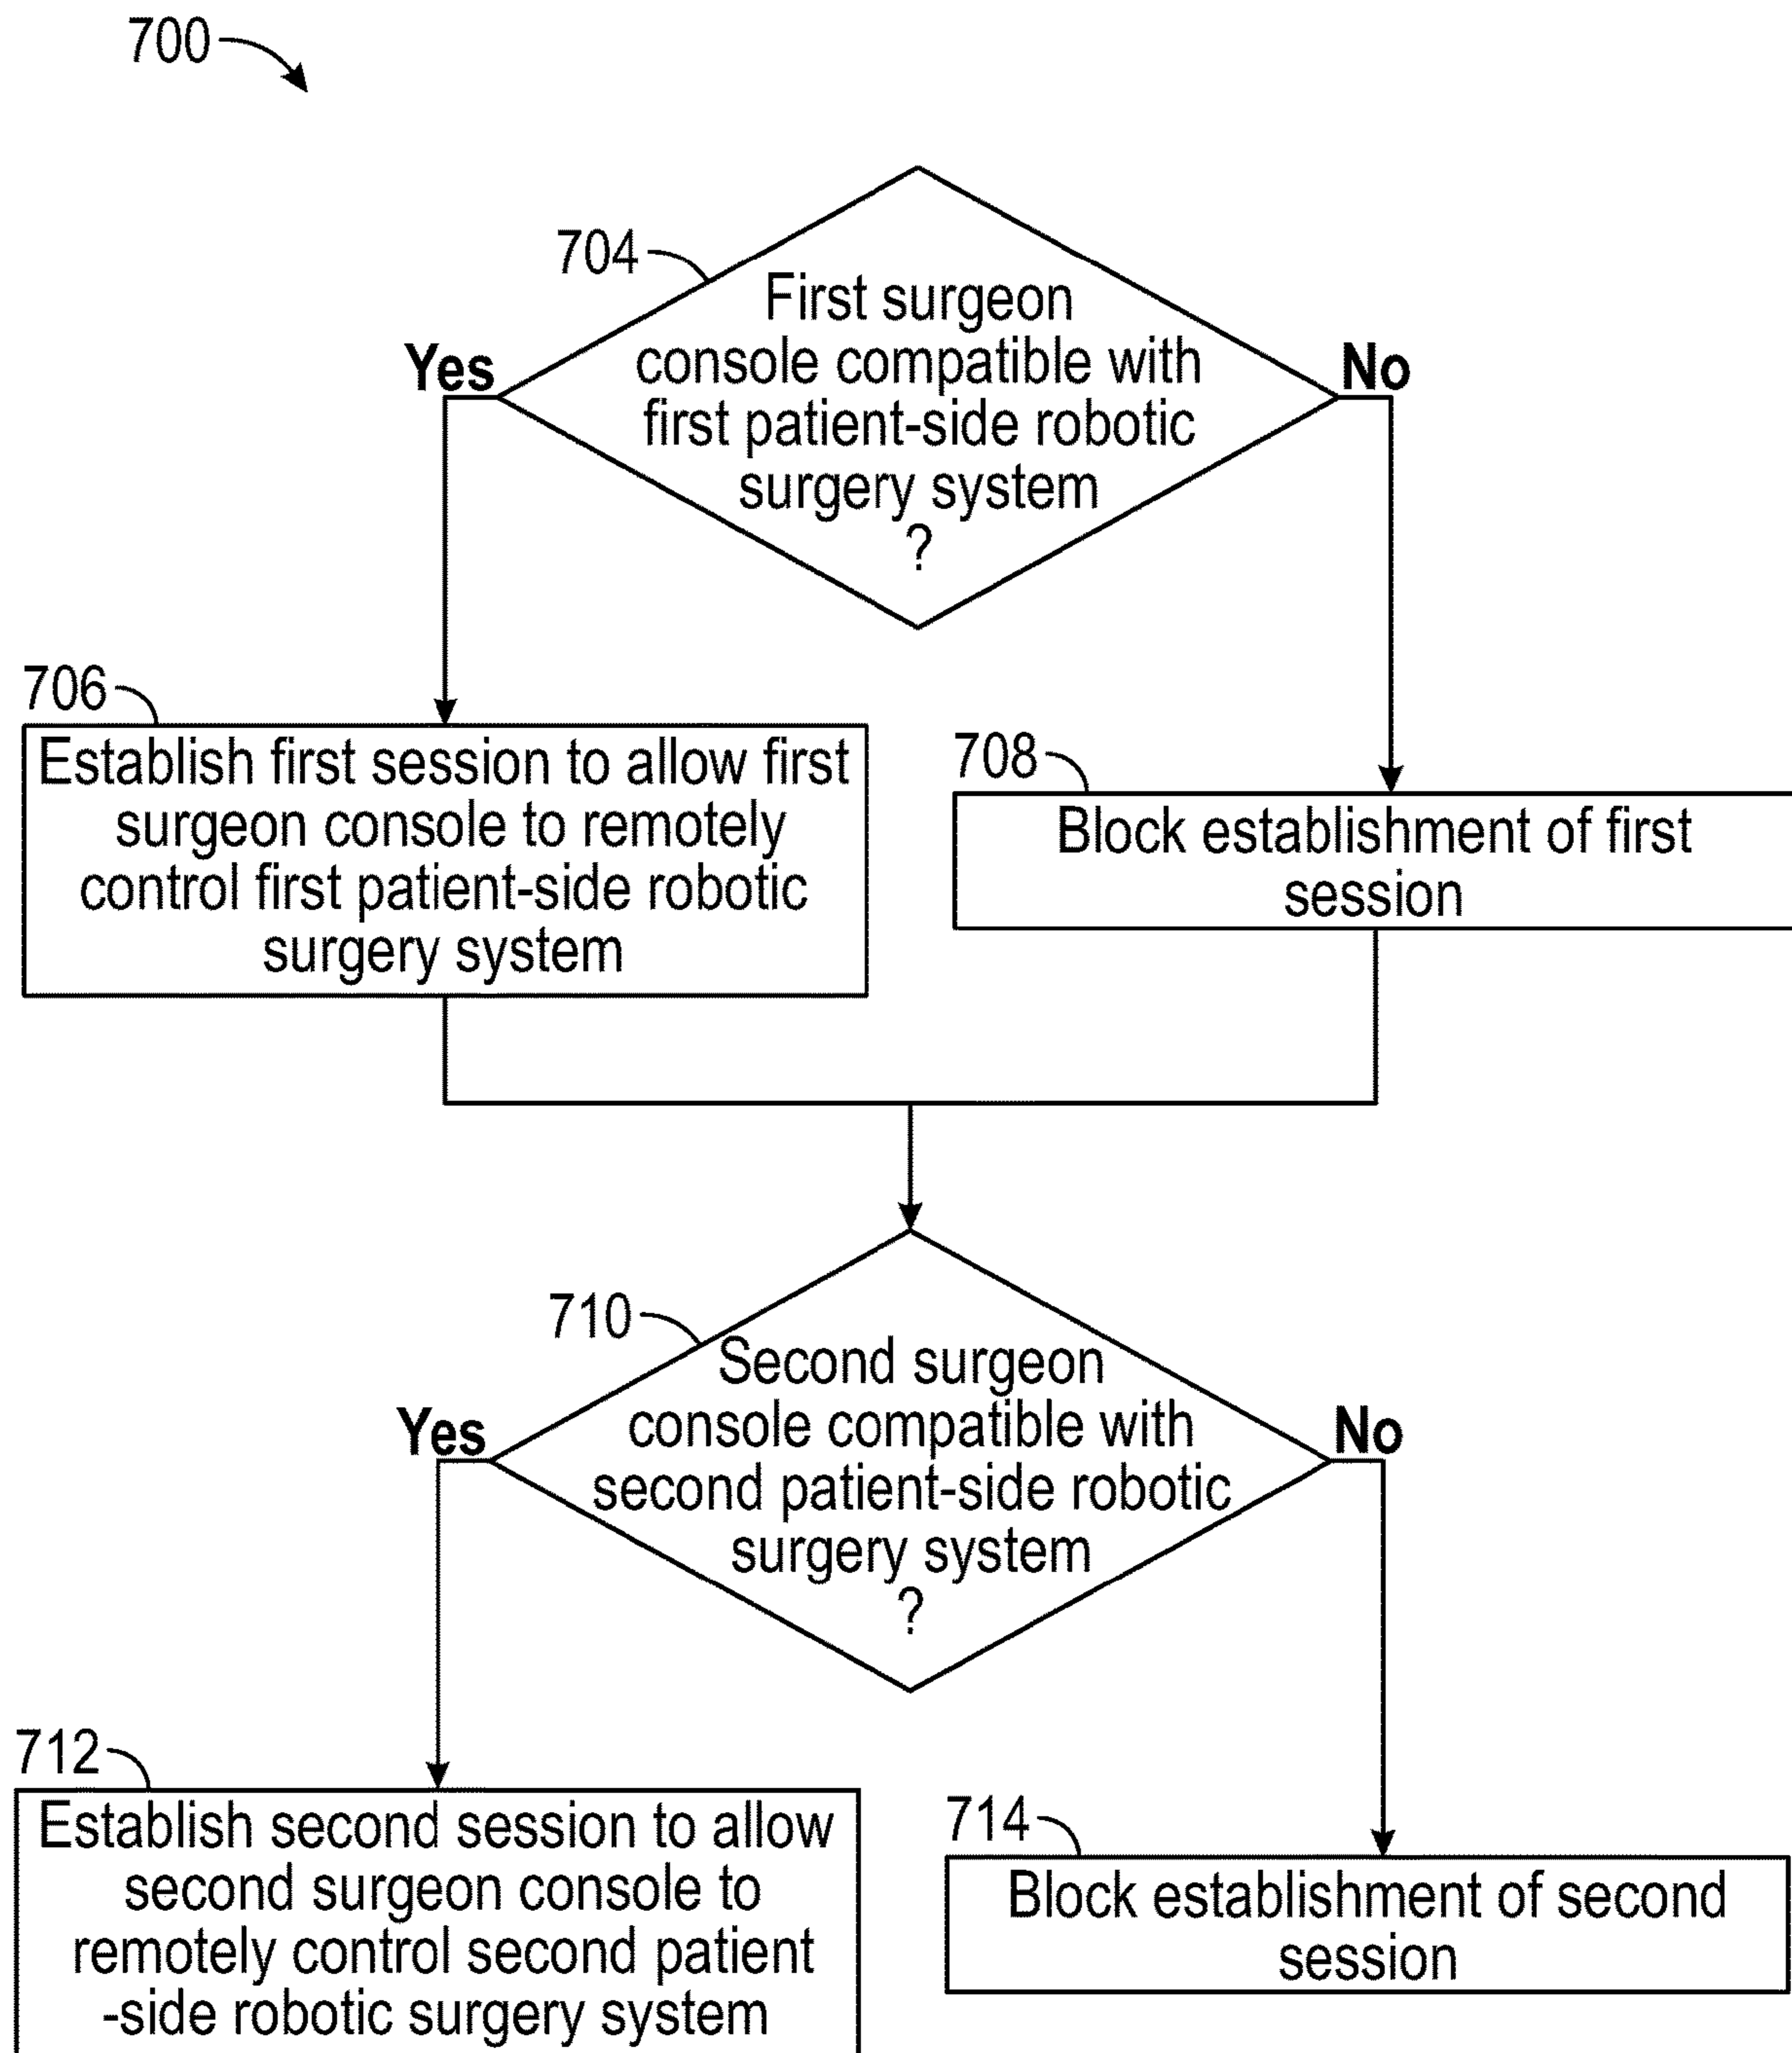 700
704
First surgeon
console compatible with
first patient-side robotic
surgery system
?
Yes
No
706
Establish first session to allow first
surgeon console to remotely
control first patient-side robotic
surgery system
708
Block establishment of first
session
710
Second surgeon
console compatible with
second patient-side robotic
surgery system
?
Yes
No
712
Establish second session to allow
second surgeon console to
remotely control second patient
-side robotic surgery system
714
Block establishment of second
session